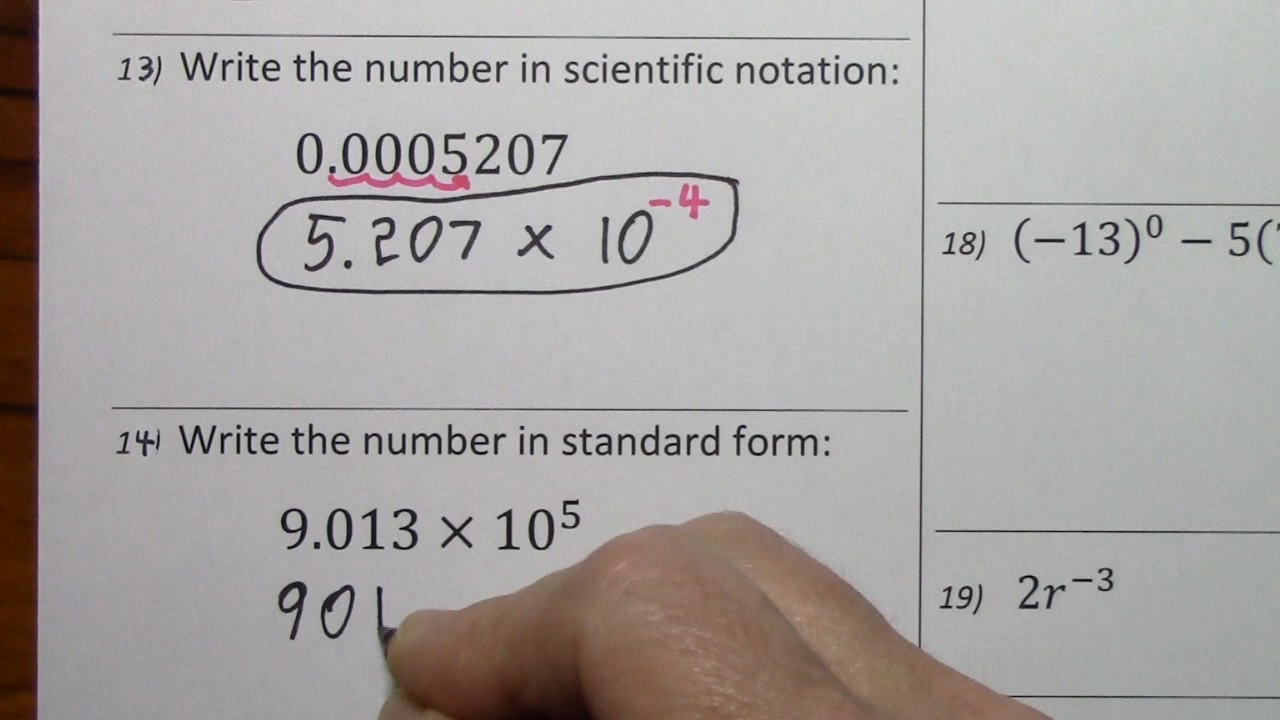 13) Write the number in scientific notation:
0.0005207
5.207 × 10⁻⁴
14) Write the number in standard form:
9.013 × 10⁵
901
18) (−13)⁰ − 5(
19) 2r⁻³